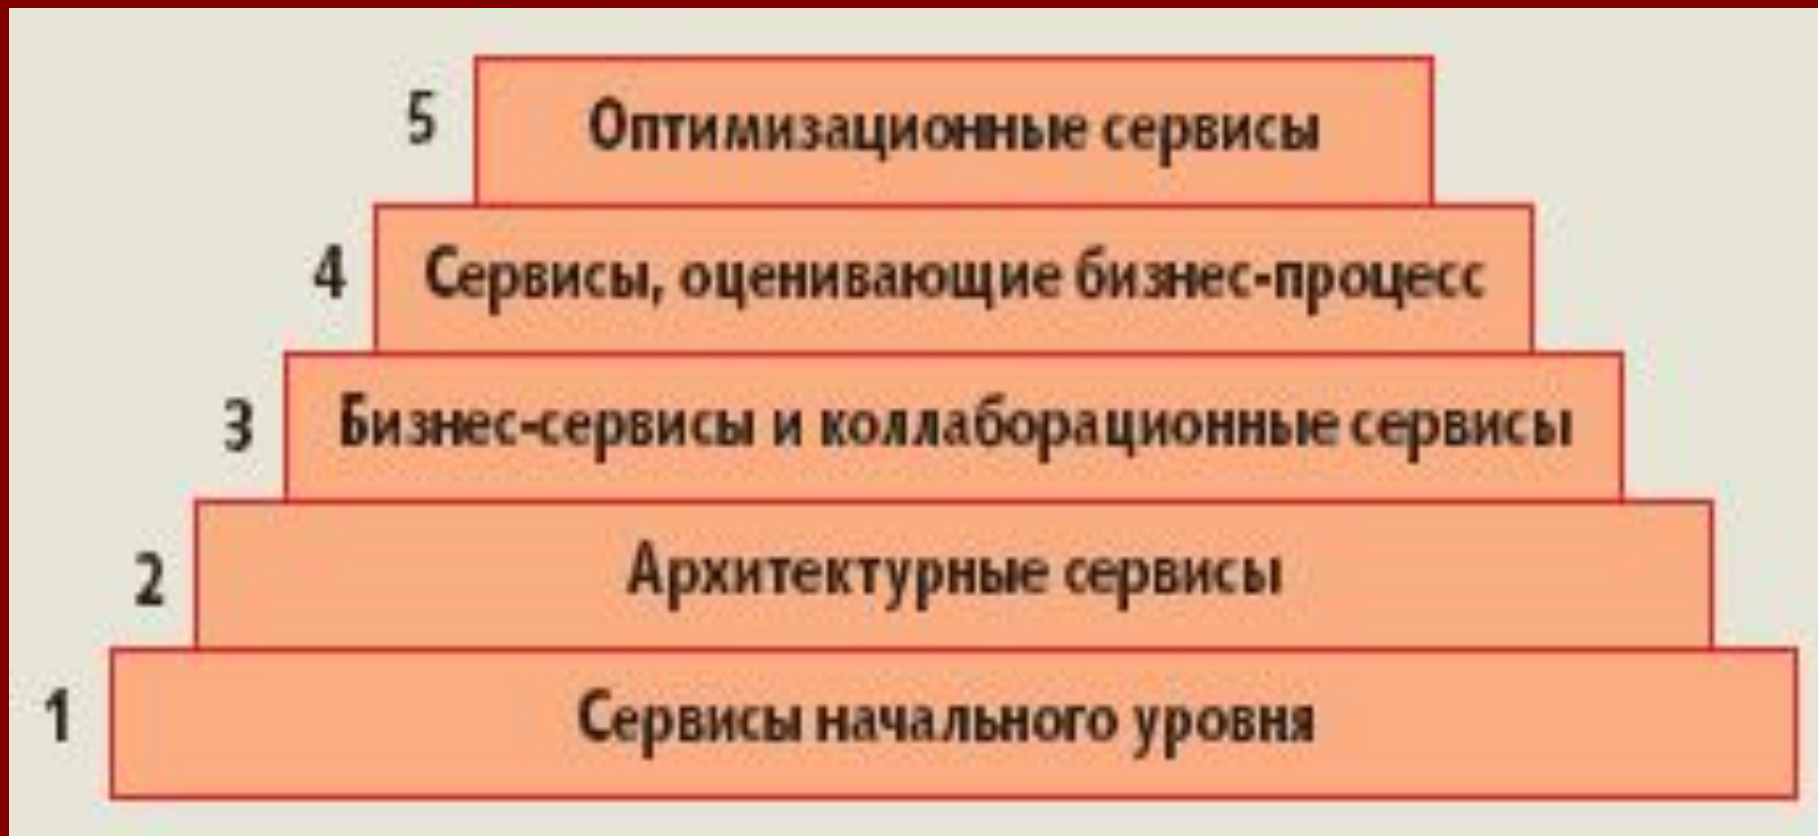 5 Оптимизационные сервисы
4 Сервисы, оценивающие бизнес-процесс
3 Бизнес-сервисы и коллаборационные сервисы
2 Архитектурные сервисы
1 Сервисы начального уровня